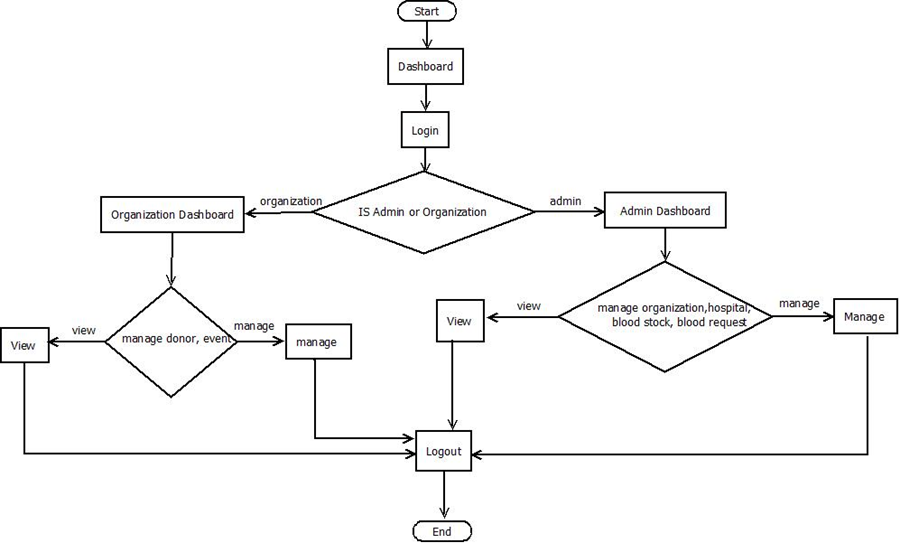 Start
Dashboard
Login
IS Admin or Organization
organization
admin
Organization Dashboard
Admin Dashboard
manage donor, event
view
manage
View
manage
manage organization,hospital,
blood stock, blood request
view
manage
View
Manage
Logout
End